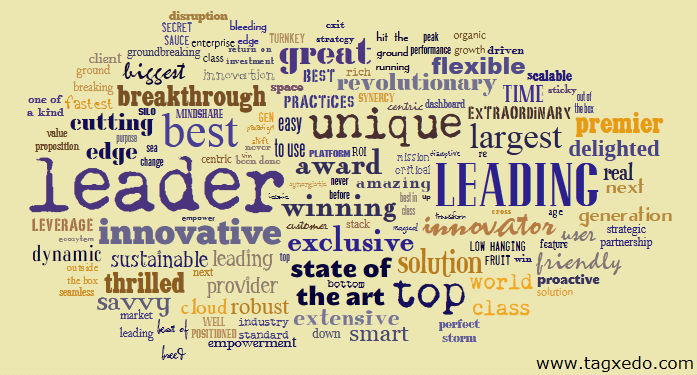 disruption
SECRET SAUCE
bleeding edge
exit strategy
hit the ground running
peak performance
organic growth
driven
TURNKEY
enterprise class
return on investment
great
client
groundbreaking
biggest
innovation
BEST PRACTICES
rich
flexible
scalable
ground breaking
space
revolutionary
TIME
sticky
one of a kind
fastest
breakthrough
SYNERGY
centric
dashboard
EXTRAORDINARY
out of the box
SILO
MINDSHARE
cutting edge
best
easy to use
unique
largest
premier
value proposition
purpose
sea change
centric
never been done
PLATFORM
ROI
mission critical
disruptive
re
delighted
leader
award winning
never before
amazing
best in class
up
LEADING
real
next generation
synergistic
iconic
empower
LEVERAGE
ecosystem
innovative
customer
stack
transform
cross
age
innovator
user friendly
strategic partnership
exclusive
LOW HANGING FRUIT
feature
win
dynamic
sustainable
leading
top
state of the art
solution
proactive
outside the box
seamless
thrilled
next
provider
bottom
top
world class
solution
savvy
cloud
robust
extensive
market leading
best of breed
WELL POSITIONED
industry standard
empowerment
down
smart
perfect storm
www.tagxedo.com